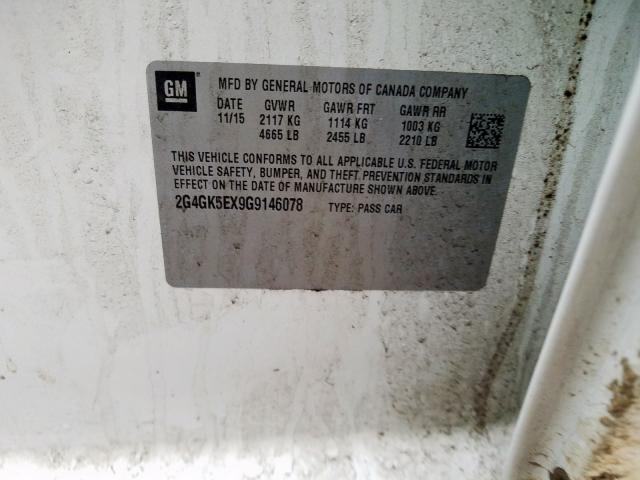 GM
MFD BY GENERAL MOTORS OF CANADA COMPANY
DATE GVWR GAWR FRT GAWR RR
11/15 2117 KG 1114 KG 1003 KG
4665 LB 2455 LB 2210 LB
THIS VEHICLE CONFORMS TO ALL APPLICABLE U.S. FEDERAL MOTOR
VEHICLE SAFETY, BUMPER, AND THEFT PREVENTION STANDARDS IN
EFFECT ON THE DATE OF MANUFACTURE SHOWN ABOVE.
2G4GK5EX9G9146078 TYPE: PASS CAR